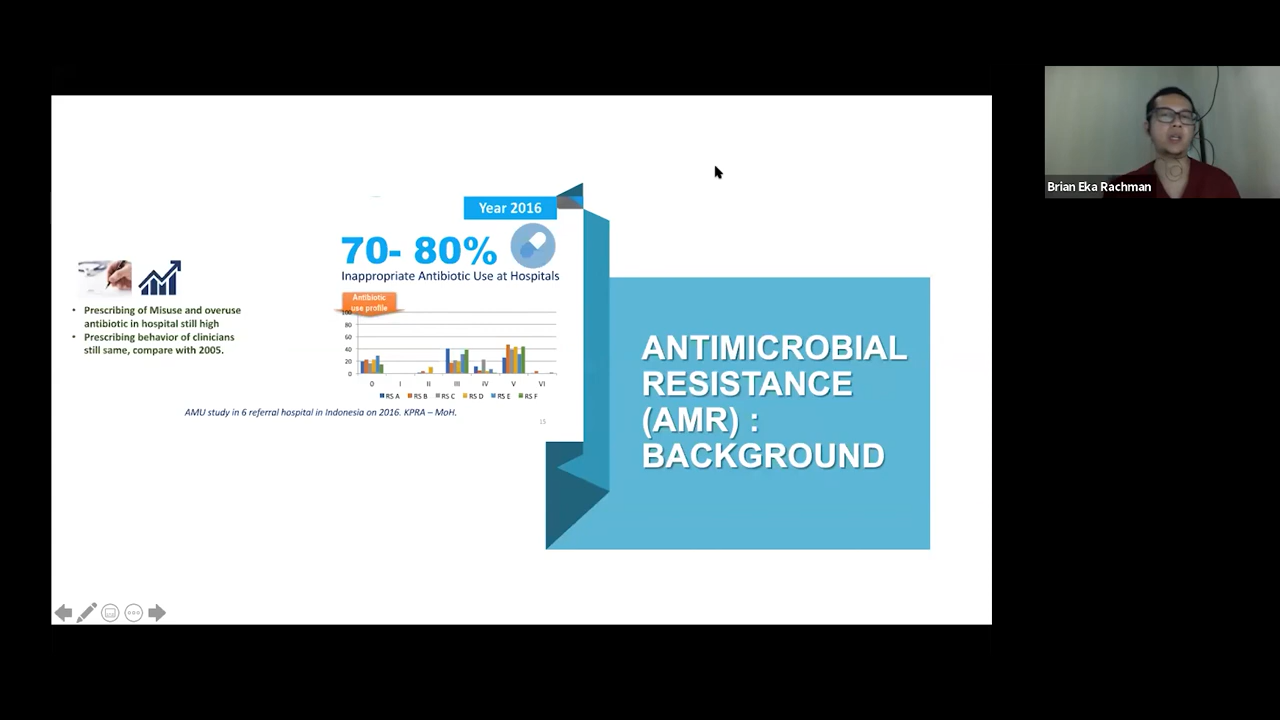 Year 2016
70- 80%
Inappropriate Antibiotic Use at Hospitals
• Prescribing of Misuse and overuse
antibiotic in hospital still high
• Prescribing behavior of clinicians
still same, compare with 2005.
Antibiotic
use profile
100
80
60
40
20
0
0 I II III IV V VI
RS A RS B RS C RS D RS E RS F
AMU study in 6 referral hospital in Indonesia on 2016. KPRA – MoH.
15
ANTIMICROBIAL
RESISTANCE
(AMR) :
BACKGROUND
Brian Eka Rachman